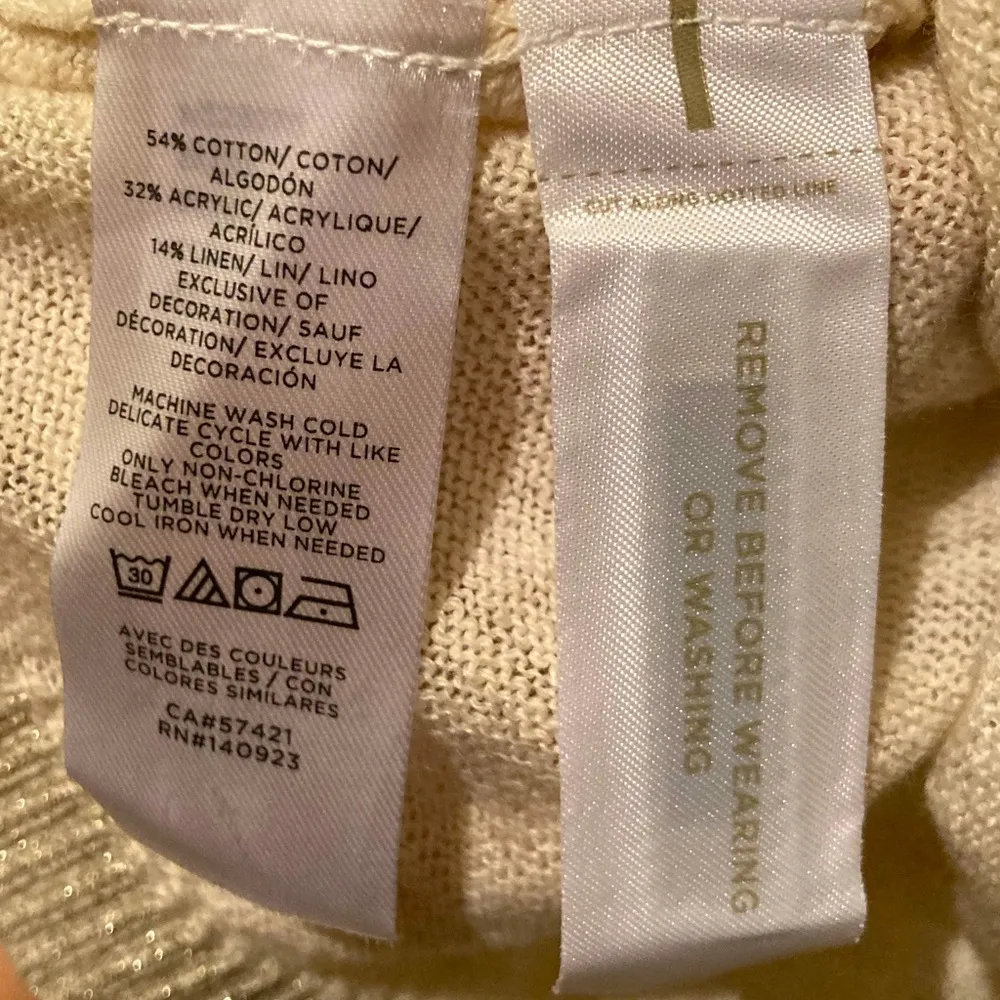 54% COTTON/ COTON/
ALGODÓN
32% ACRYLIC/ ACRYLIQUE/
ACRÍLICO
14% LINEN/ LIN/ LINO
EXCLUSIVE OF
DECORATION/ SAUF
DÉCORATION/ EXCLUYE LA
DECORACIÓN
MACHINE WASH COLD
DELICATE CYCLE WITH LIKE
COLORS
ONLY NON-CHLORINE
BLEACH WHEN NEEDED
TUMBLE DRY LOW
COOL IRON WHEN NEEDED
30
AVEC DES COULEURS
SEMBLABLES / CON
COLORES SIMILARES
CA#57421
RN#140923
CUT ALONG DOTTED LINE
REMOVE BEFORE WEARING
OR WASHING